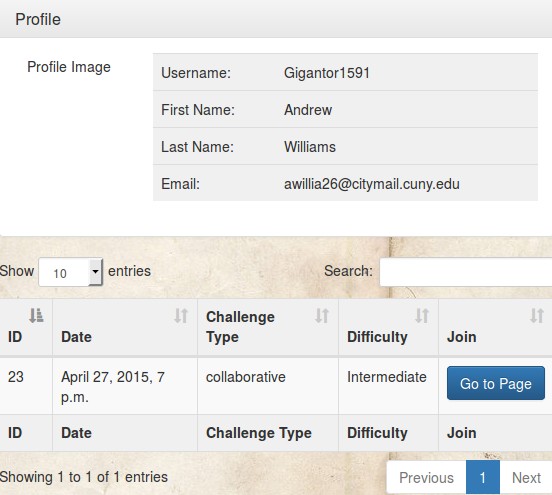 Profile
Profile Image
Username: Gigantor1591
First Name: Andrew
Last Name: Williams
Email: awillia26@citymail.cuny.edu
Show 10 entries Search:
ID Date Challenge Type Difficulty Join
23 April 27, 2015, 7 p.m. collaborative Intermediate Go to Page
ID Date Challenge Type Difficulty Join
Showing 1 to 1 of 1 entries Previous 1 Next